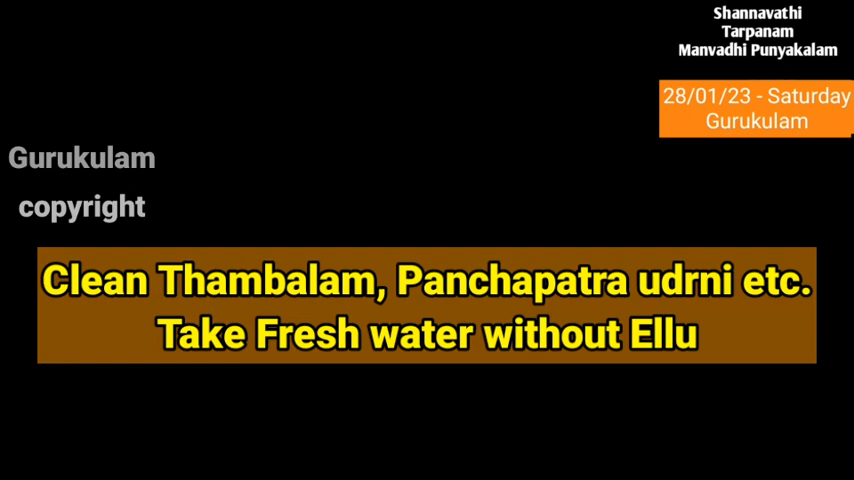 Shannavathi
Tarpanam
Manvadhi Punyakalam
28/01/23 - Saturday
Gurukulam
Gurukulam
copyright
Clean Thambalam, Panchapatra udrni etc.
Take Fresh water without Ellu